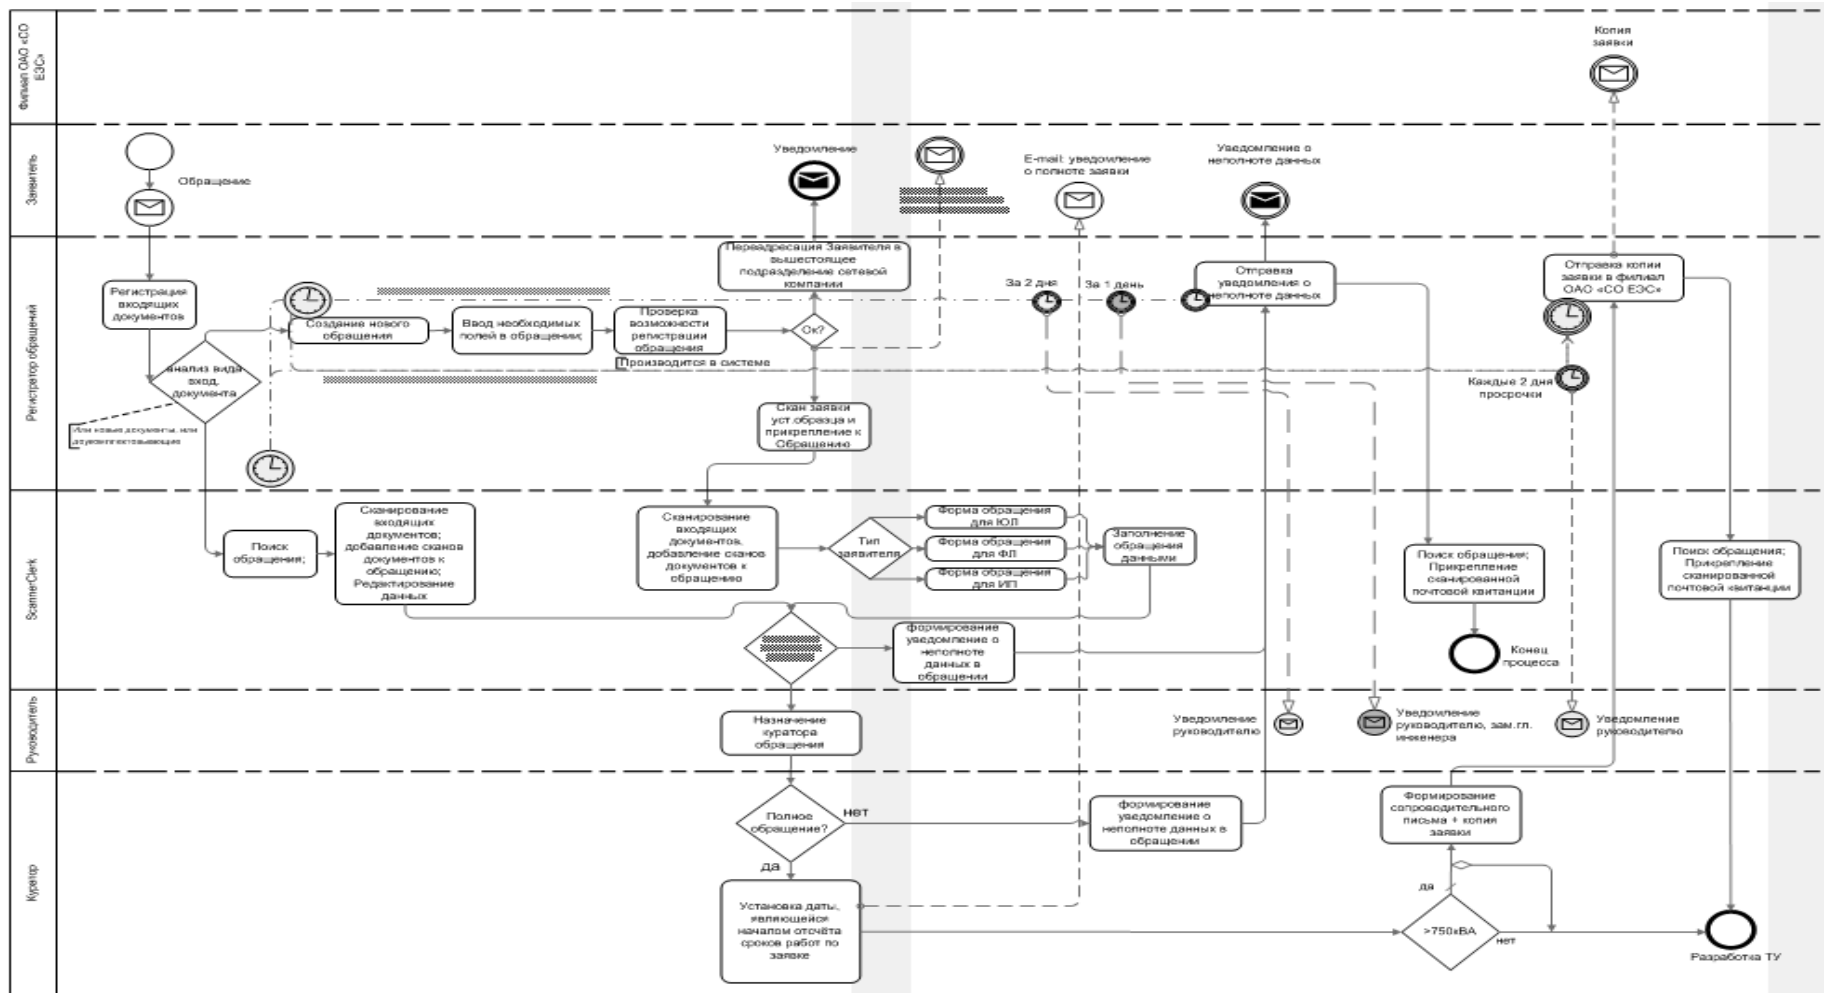 Филиал ОАО «СО
ЕЭС»
Копия
заявки
Заявитель
Обращение
Уведомление
E-mail: уведомление
о полноте заявки
Уведомление о
неполноте данных
Регистратор обращений
Регистрация
входящих
документов
анализ вида
вход.
документа
Или новые документы, или
доукомплектовывающие
Создание нового
обращения
Ввод необходимых
полей в обращении;
Проверка
возможности
регистрации
обращения
Производится в системе
Ок?
Переадресация Заявителя в
вышестоящее
подразделение сетевой
компании
Скан заявки
уст.образца и
прикрепление к
Обращению
За 2 дня
За 1 день
Отправка
уведомления о
неполноте данных
Отправка копии
заявки в филиал
ОАО «СО ЕЭС»
Каждые 2 дня
просрочки
ScannerClerk
Поиск
обращения;
Сканирование
входящих
документов;
добавление сканов
документов к
обращению;
Редактирование
данных
Сканирование
входящих
документов,
добавление сканов
документов к
обращению
Тип
заявителя
Форма обращения
для ЮЛ
Форма обращения
для ФЛ
Форма обращения
для ИП
Заполнение
обращения
данными
формирование
уведомление о
неполноте
данных в
обращении
Поиск обращения;
Прикрепление
сканированной
почтовой квитанции
Конец
процесса
Поиск обращения;
Прикрепление
сканированной
почтовой квитанции
Руководитель
Назначение
куратора
обращения
Уведомление
руководителю
Уведомление
руководителю, зам.гл.
инженера
Уведомление
руководителю
Куратор
Полное
обращение?
нет
да
формирование
уведомление о
неполноте данных в
обращении
Установка даты,
являющейся
началом отсчёта
сроков работ по
заявке
Формирование
сопроводительного
письма + копия
заявки
да
>750кВА
нет
Разработка ТУ